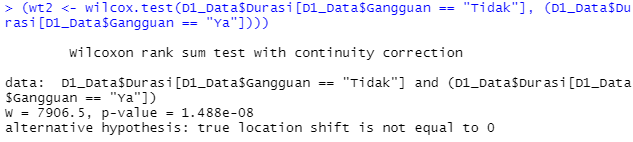 > (wt2 <- wilcox.test(D1_Data$Durasi[D1_Data$Gangguan == "Tidak"], (D1_Data$Du
rasi[D1_Data$Gangguan == "Ya"])))
Wilcoxon rank sum test with continuity correction
data:  D1_Data$Durasi[D1_Data$Gangguan == "Tidak"] and (D1_Data$Durasi[D1_Data
$Gangguan == "Ya"])
W = 7906.5, p-value = 1.488e-08
alternative hypothesis: true location shift is not equal to 0